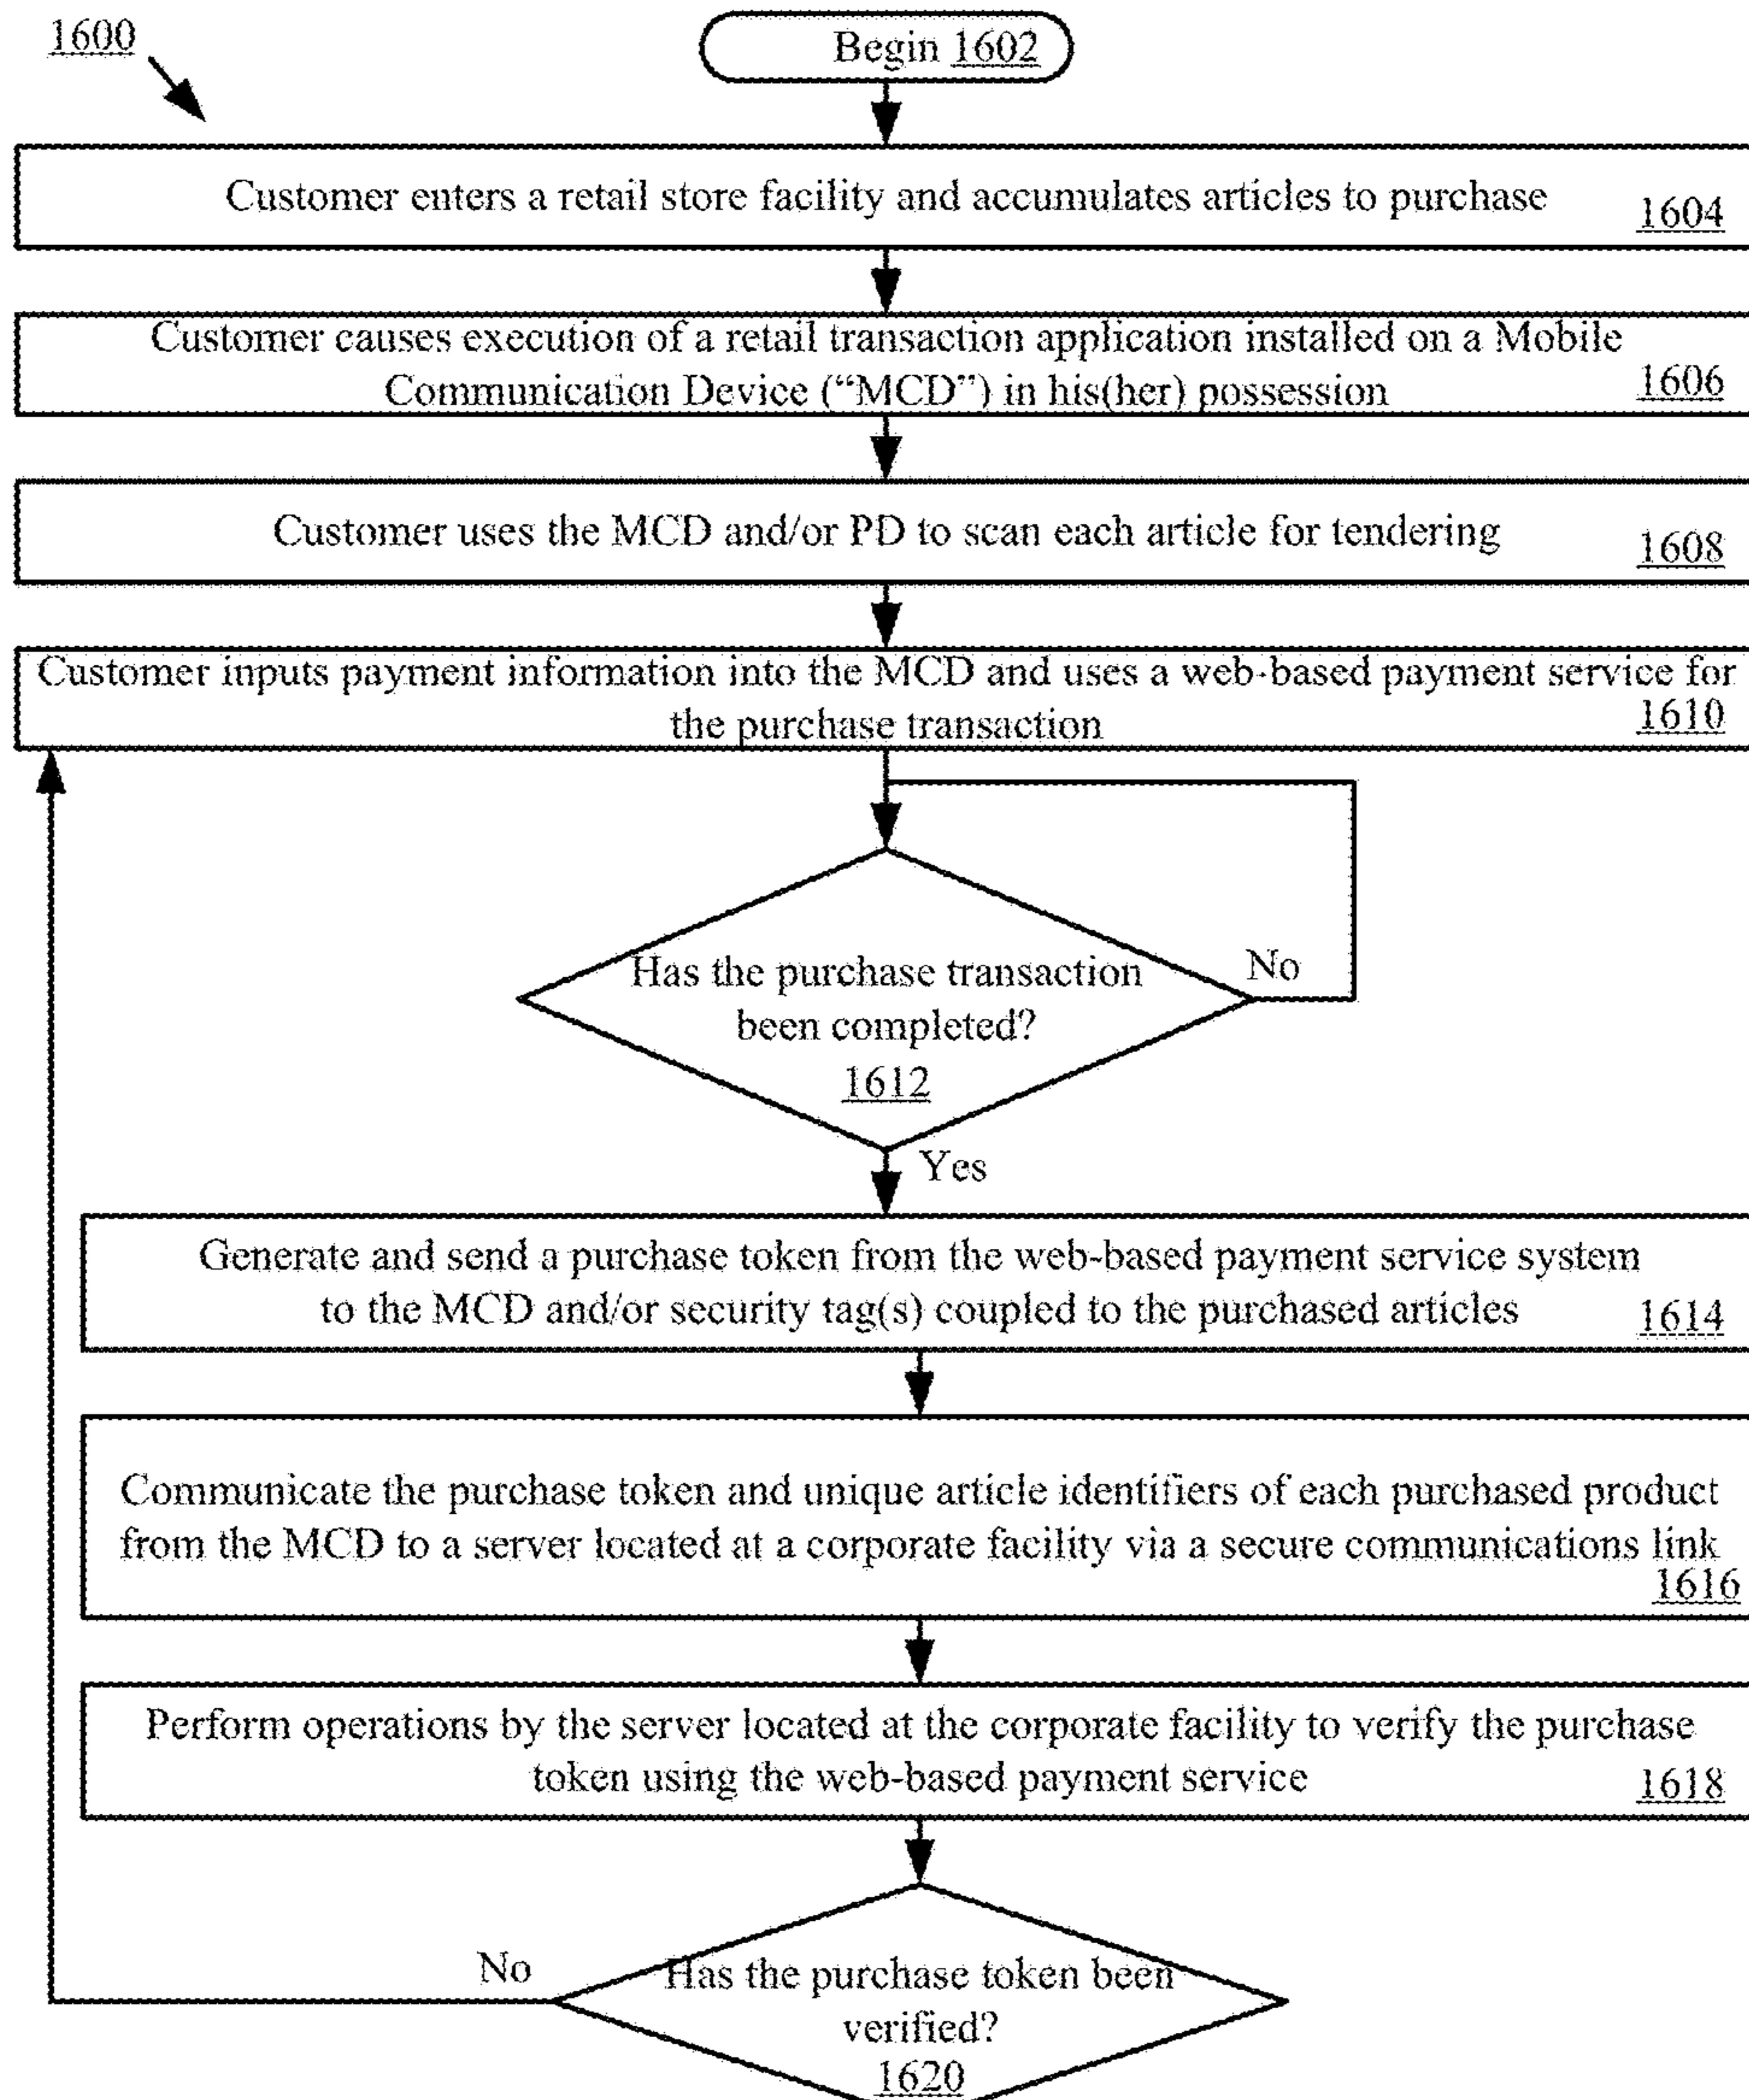 1600
Begin 1602
Customer enters a retail store facility and accumulates articles to purchase
1604
Customer causes execution of a retail transaction application installed on a Mobile
Communication Device (“MCD”) in his(her) possession
1606
Customer uses the MCD and/or PD to scan each article for tendering
1608
Customer inputs payment information into the MCD and uses a web-based payment service for
the purchase transaction
1610
Has the purchase transaction
been completed?
1612
No
Yes
Generate and send a purchase token from the web-based payment service system
to the MCD and/or security tag(s) coupled to the purchased articles
1614
Communicate the purchase token and unique article identifiers of each purchased product
from the MCD to a server located at a corporate facility via a secure communications link
1616
Perform operations by the server located at the corporate facility to verify the purchase
token using the web-based payment service
1618
No
Has the purchase token been
verified?
1620